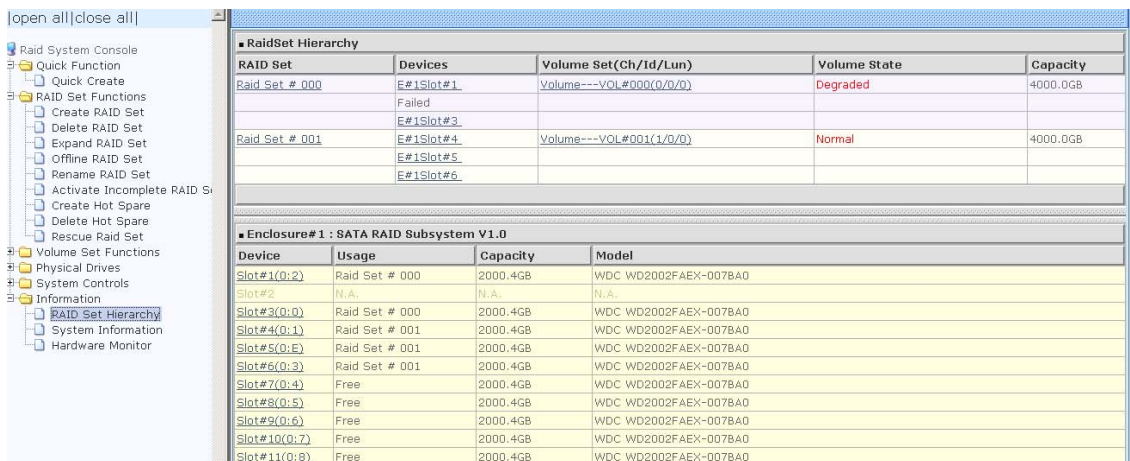 |open all|close all|
Raid System Console
Quick Function
Quick Create
RAID Set Functions
Create RAID Set
Delete RAID Set
Expand RAID Set
Offline RAID Set
Rename RAID Set
Activate Incomplete RAID S
Create Hot Spare
Delete Hot Spare
Rescue Raid Set
Volume Set Functions
Physical Drives
System Controls
Information
RAID Set Hierarchy
System Information
Hardware Monitor
RaidSet Hierarchy
RAID Set Devices Volume Set(Ch/Id/Lun) Volume State Capacity
Raid Set # 000 E#1Slot#1 Volume---VOL#000(0/0/0) Degraded 4000.0GB
Failed
E#1Slot#3
Raid Set # 001 E#1Slot#4 Volume---VOL#001(1/0/0) Normal 4000.0GB
E#1Slot#5
E#1Slot#6
Enclosure#1 : SATA RAID Subsystem V1.0
Device Usage Capacity Model
Slot#1(0:2) Raid Set # 000 2000.4GB WDC WD2002FAEX-007BA0
Slot#2 N.A. N.A. N.A.
Slot#3(0:0) Raid Set # 000 2000.4GB WDC WD2002FAEX-007BA0
Slot#4(0:1) Raid Set # 001 2000.4GB WDC WD2002FAEX-007BA0
Slot#5(0:E) Raid Set # 001 2000.4GB WDC WD2002FAEX-007BA0
Slot#6(0:3) Raid Set # 001 2000.4GB WDC WD2002FAEX-007BA0
Slot#7(0:4) Free 2000.4GB WDC WD2002FAEX-007BA0
Slot#8(0:5) Free 2000.4GB WDC WD2002FAEX-007BA0
Slot#9(0:6) Free 2000.4GB WDC WD2002FAEX-007BA0
Slot#10(0:7) Free 2000.4GB WDC WD2002FAEX-007BA0
Slot#11(0:8) Free 2000.4GB WDC WD2002FAEX-007BA0